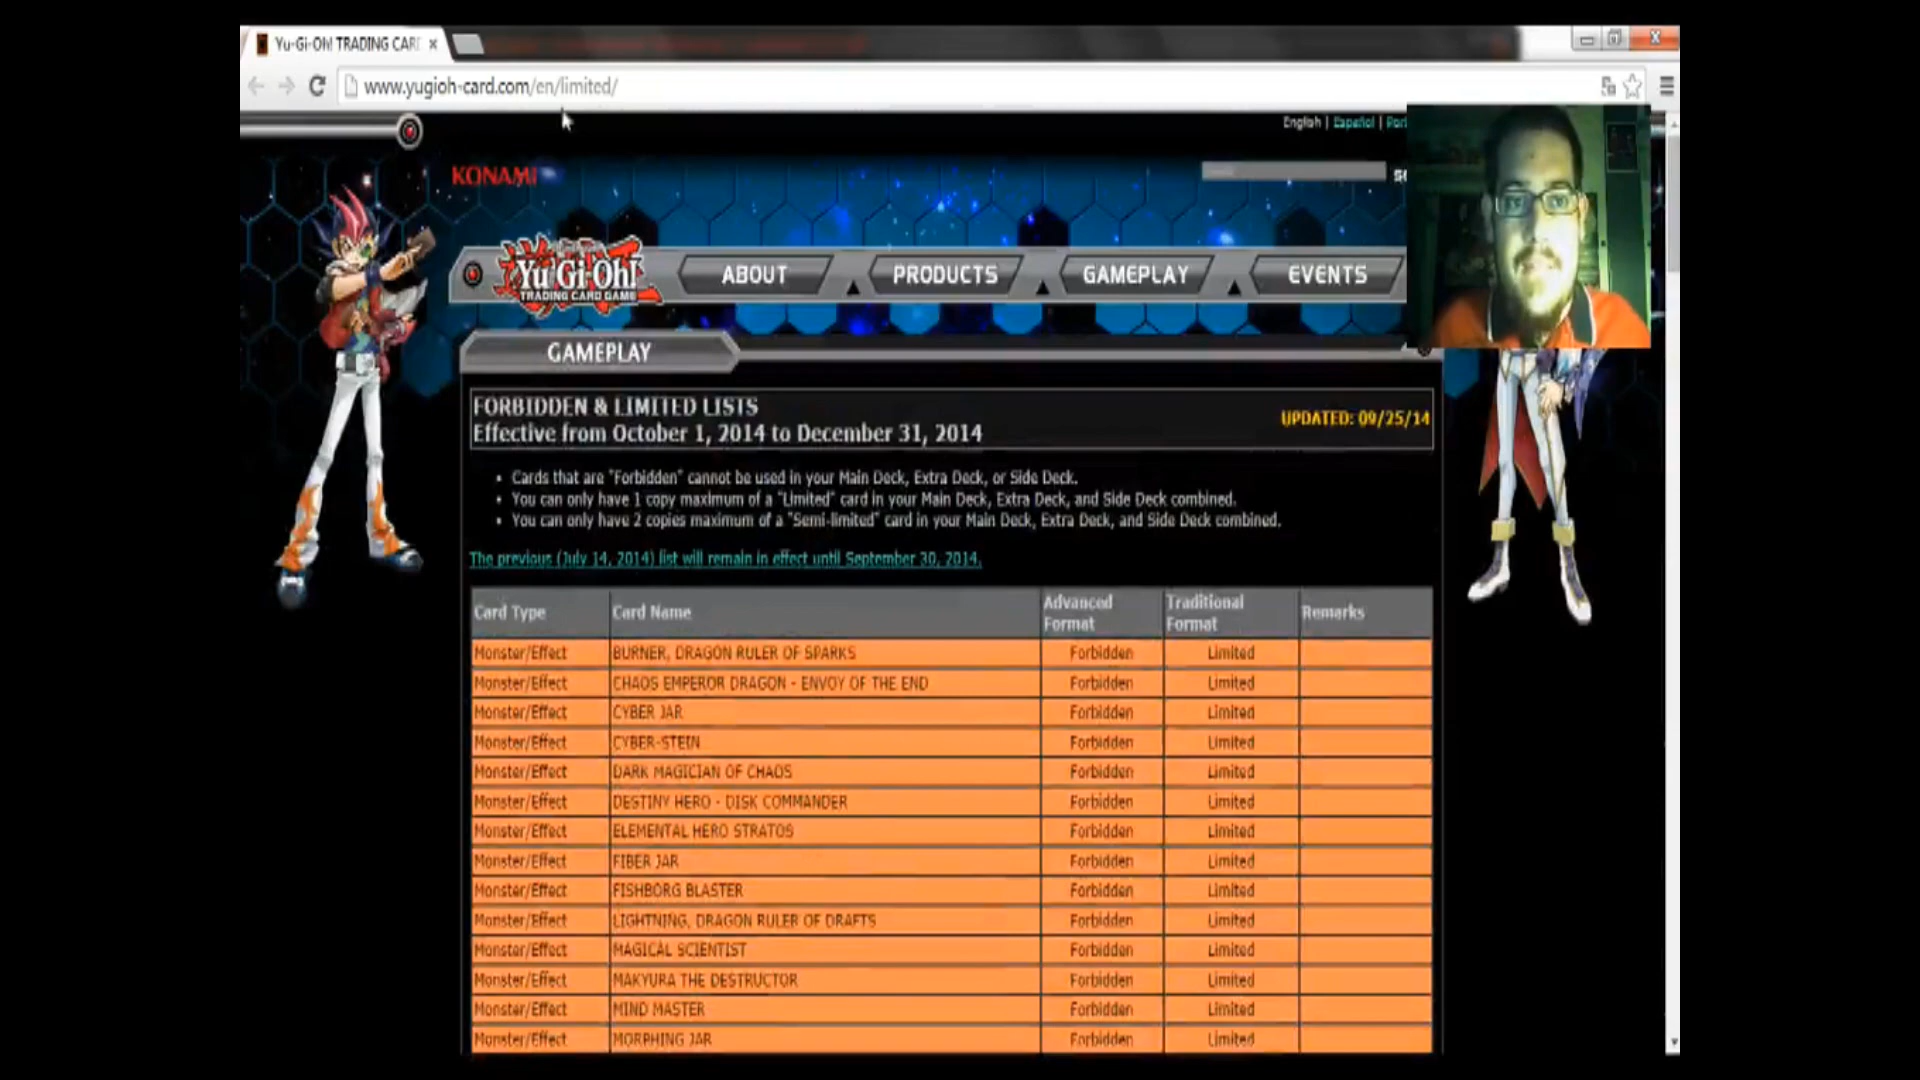 Yu-Gi-Oh! TRADING CAR
www.yugioh-card.com/en/limited/
English | Español | Port
KONAMI
Yu-Gi-Oh!
TRADING CARD GAME
ABOUT
PRODUCTS
GAMEPLAY
EVENTS
GAMEPLAY
FORBIDDEN & LIMITED LISTS
Effective from October 1, 2014 to December 31, 2014
UPDATED: 09/25/14
• Cards that are "Forbidden" cannot be used in your Main Deck, Extra Deck, or Side Deck.
• You can only have 1 copy maximum of a "Limited" card in your Main Deck, Extra Deck, and Side Deck combined.
• You can only have 2 copies maximum of a "Semi-limited" card in your Main Deck, Extra Deck, and Side Deck combined.
The previous (July 14, 2014) list will remain in effect until September 30, 2014.
Card Type Card Name Advanced Format Traditional Format Remarks
Monster/Effect BURNER, DRAGON RULER OF SPARKS Forbidden Limited
Monster/Effect CHAOS EMPEROR DRAGON - ENVOY OF THE END Forbidden Limited
Monster/Effect CYBER JAR Forbidden Limited
Monster/Effect CYBER-STEIN Forbidden Limited
Monster/Effect DARK MAGICIAN OF CHAOS Forbidden Limited
Monster/Effect DESTINY HERO - DISK COMMANDER Forbidden Limited
Monster/Effect ELEMENTAL HERO STRATOS Forbidden Limited
Monster/Effect FIBER JAR Forbidden Limited
Monster/Effect FISHBORG BLASTER Forbidden Limited
Monster/Effect LIGHTNING, DRAGON RULER OF DRAFTS Forbidden Limited
Monster/Effect MAGICAL SCIENTIST Forbidden Limited
Monster/Effect MAKYURA THE DESTRUCTOR Forbidden Limited
Monster/Effect MIND MASTER Forbidden Limited
Monster/Effect MORPHING JAR Forbidden Limited